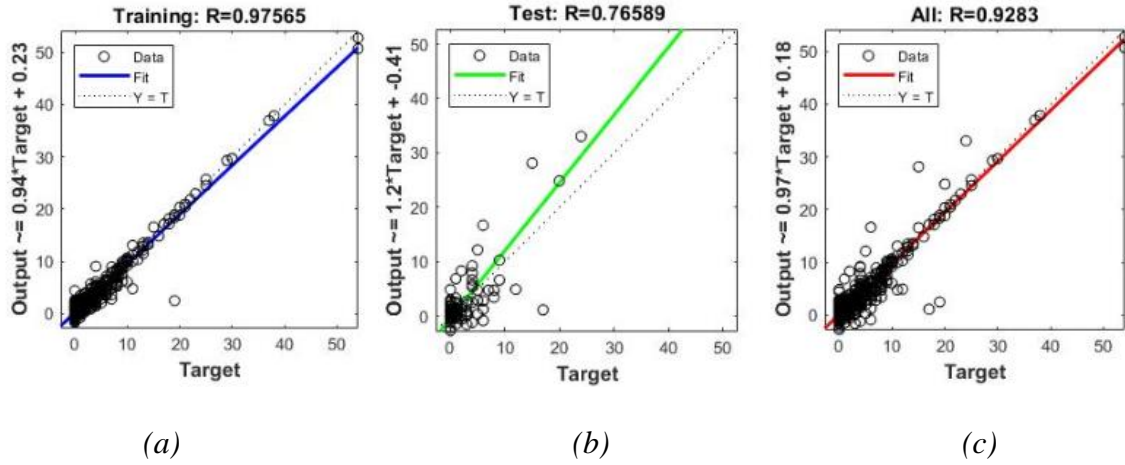 Training: R=0.97565
Output ~= 0.94*Target + 0.23
Data
Fit
Y = T
50
40
30
20
10
0
0 10 20 30 40 50
Target
(a)
Test: R=0.76589
Output ~= 1.2*Target + -0.41
Data
Fit
Y = T
50
40
30
20
10
0
0 10 20 30 40 50
Target
(b)
All: R=0.9283
Output ~= 0.97*Target + 0.18
Data
Fit
Y = T
50
40
30
20
10
0
0 10 20 30 40 50
Target
(c)